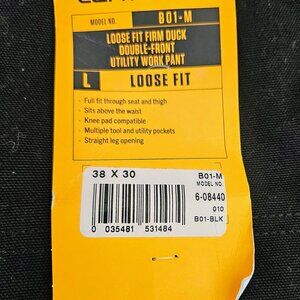 MODEL NO. B01-M
LOOSE FIT FIRM DUCK
DOUBLE-FRONT
UTILITY WORK PANT
L LOOSE FIT
· Full fit through seat and thigh
· Sits above the waist
· Knee pad compatible
· Multiple tool and utility pockets
· Straight leg opening
38 X 30
B01-M
MODEL NO.
6-08440
010
B01-BLK
0 035481 531484